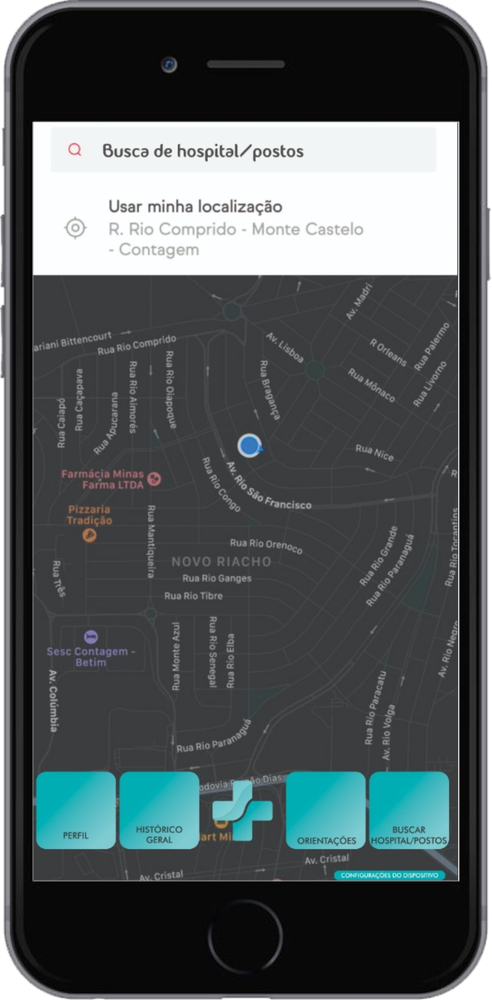 Busca de hospital/postos
Usar minha localização
R. Rio Comprido - Monte Castelo
- Contagem
Av. Madri
ariani Bittencourt
Rua Rio Comprido
Av. Lisboa
R Orleans
Rua Palermo
Rua Livorno
Rua Mônaco
Rua Bragança
Rua Rio Oiapoque
Rua Rio Aimorés
Rua Caçapava
Rua Caiapó
Rua Apucarana
Rua Nice
Farmácia Minas
Farma LTDA
Rua Rio Congo
Av. Rio São Francisco
R
Pizzaria
Tradição
Rua Mantiqueira
Rua Rio Orenoco
NOVO RIACHO
Rua Rio Ganges
Rua Rio Tibre
Rua Rio Grande
Rua Rio Paranaguá
Rua Rio Tocantins
Rua Três
Sesc Contagem -
Betim
Rua Monte Azul
Rua Rio Senegal
Rua Rio Elba
Av. Rio Negro
Av. Colúmbia
Rua Rio Paracatu
Av. Rio Volga
Rua Rio Paranaguá
odovia F não Dias
PERFIL
HISTÓRICO
GERAL
art Mi
ORIENTAÇÕES
BUSCAR
HOSPITAL/POSTOS
Av. Cristal
Av. Cristal
CONFIGURAÇÕES DO DISPOSITIVO